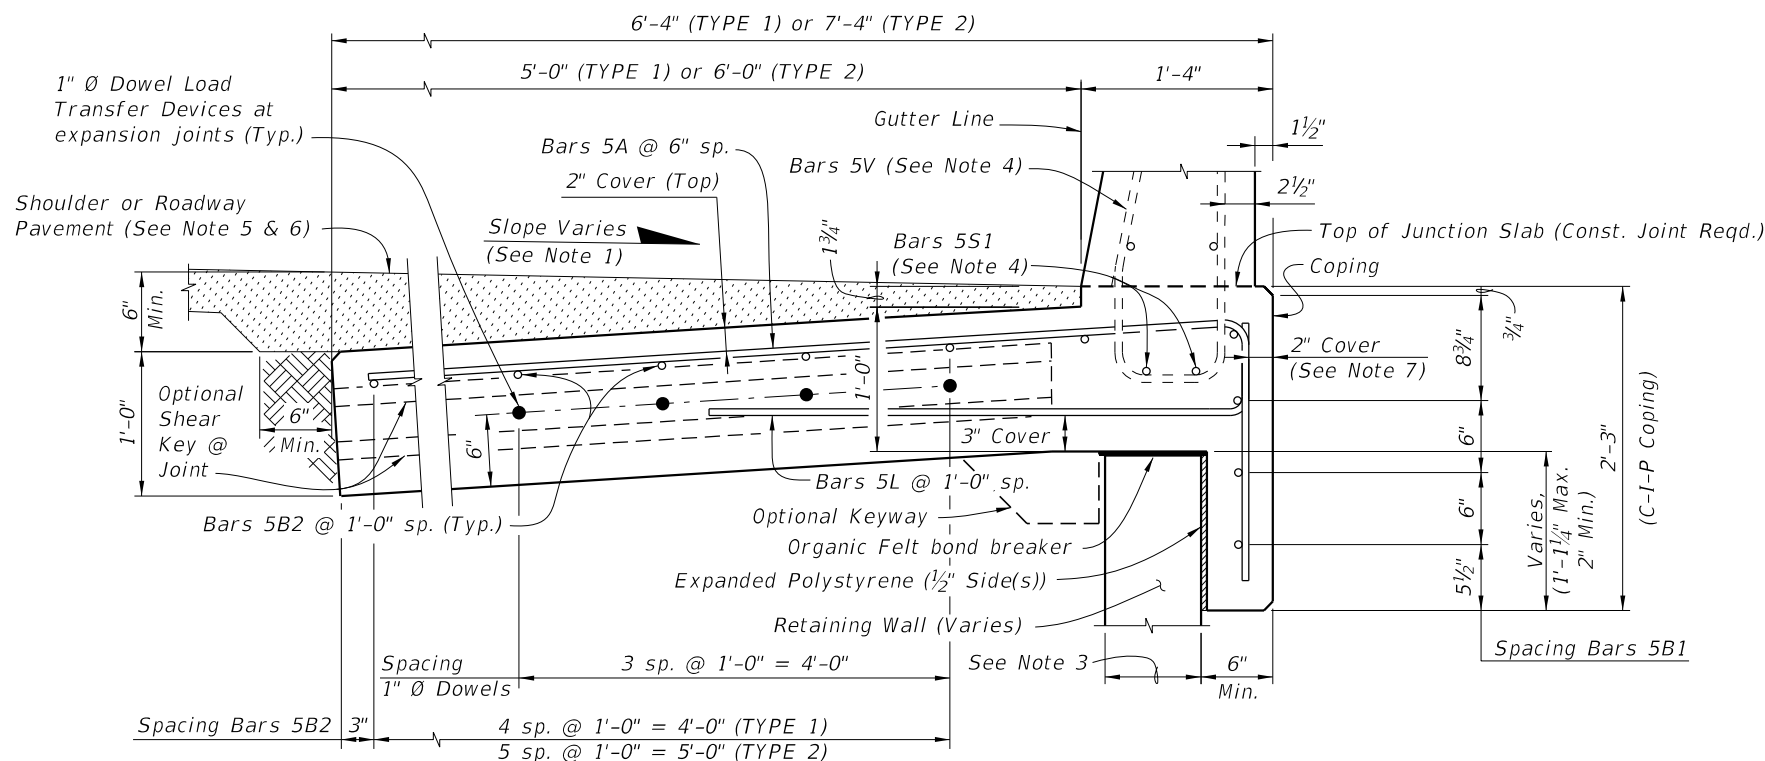 6'-4" (TYPE 1) or 7'-4" (TYPE 2)
5'-0" (TYPE 1) or 6'-0" (TYPE 2)
1'-4"
1" Ø Dowel Load
Transfer Devices at
expansion joints (Typ.)
Gutter Line
1½"
Bars 5A @ 6" sp.
Bars 5V (See Note 4)
2" Cover (Top)
2½"
Shoulder or Roadway
Pavement (See Note 5 & 6)
Slope Varies
(See Note 1)
1¾"
Bars 5S1
(See Note 4)
Top of Junction Slab (Const. Joint Reqd.)
Coping
6"
Min.
¾"
8¾"
2" Cover
(See Note 7)
1'-0"
Optional
Shear
Key @
Joint
6"
Min.
1'-0"
6"
3" Cover
6"
2'-3"
(C-I-P Coping)
Bars 5L @ 1'-0" sp.
Bars 5B2 @ 1'-0" sp. (Typ.)
Optional Keyway
6"
Varies,
(1'-1¼" Max.
2" Min.)
Organic Felt bond breaker
Expanded Polystyrene (½" Side(s))
5½"
Retaining Wall (Varies)
Spacing Bars 5B1
Spacing
1" Ø Dowels
3 sp. @ 1'-0" = 4'-0"
See Note 3
6"
Min.
Spacing Bars 5B2
3"
4 sp. @ 1'-0" = 4'-0" (TYPE 1)
5 sp. @ 1'-0" = 5'-0" (TYPE 2)